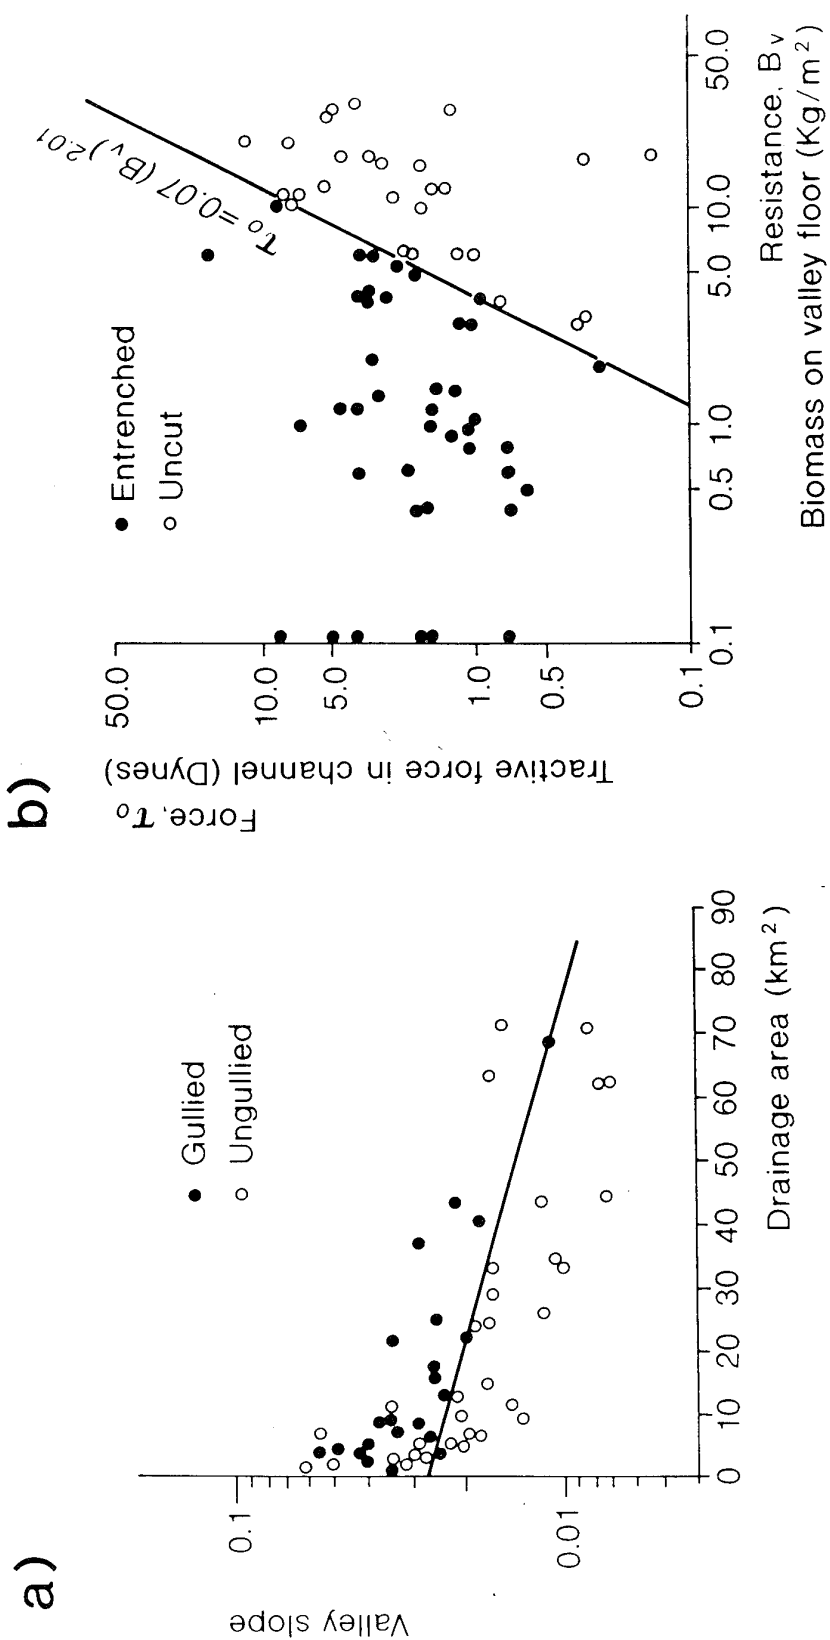 a)
Valley slope
0.1
0.01
● Gullied
○ Ungullied
0 10 20 30 40 50 60 70 80 90
Drainage area (km²)
b)
Force, τₒ
Tractive force in channel (Dynes)
50.0
10.0
5.0
1.0
0.5
0.1
● Entrenched
○ Uncut
τₒ = 0.07 (Bᵥ)²·⁰¹
0.1 0.5 1.0 5.0 10.0 50.0
Resistance, Bᵥ
Biomass on valley floor (Kg/m²)